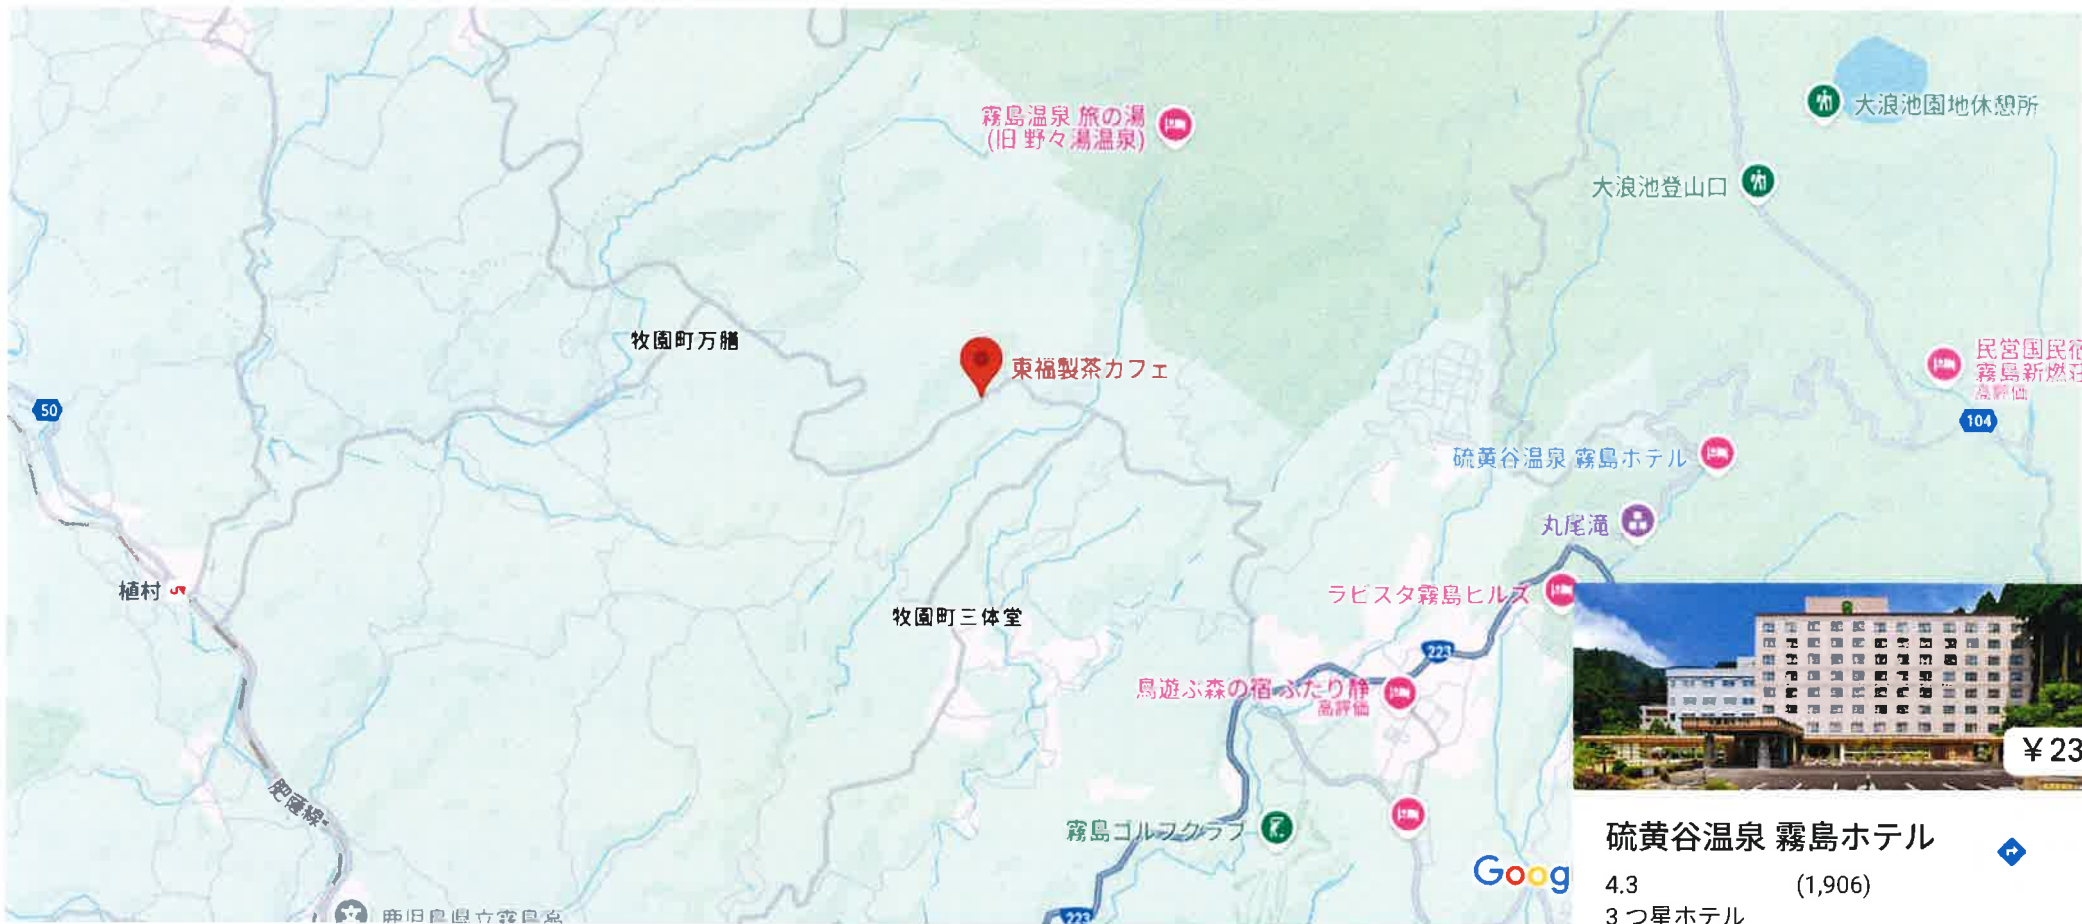 霧島温泉 旅の湯
(旧 野々湯温泉)
大浪池園地休憩所
大浪池登山口
牧園町万膳
東福製茶カフェ
民営国民宿
霧島新燃荘
高評価
50
104
硫黄谷温泉 霧島ホテル
丸尾滝
植村
ラビスタ霧島ヒルズ
牧園町三体堂
223
鳥遊ぶ森の宿 ふたり静
高評価
¥23
肥薩線
霧島ゴルフクラブ
硫黄谷温泉 霧島ホテル
Goog
4.3 (1,906)
鹿児島県立霧島高
223
3 つ星ホテル